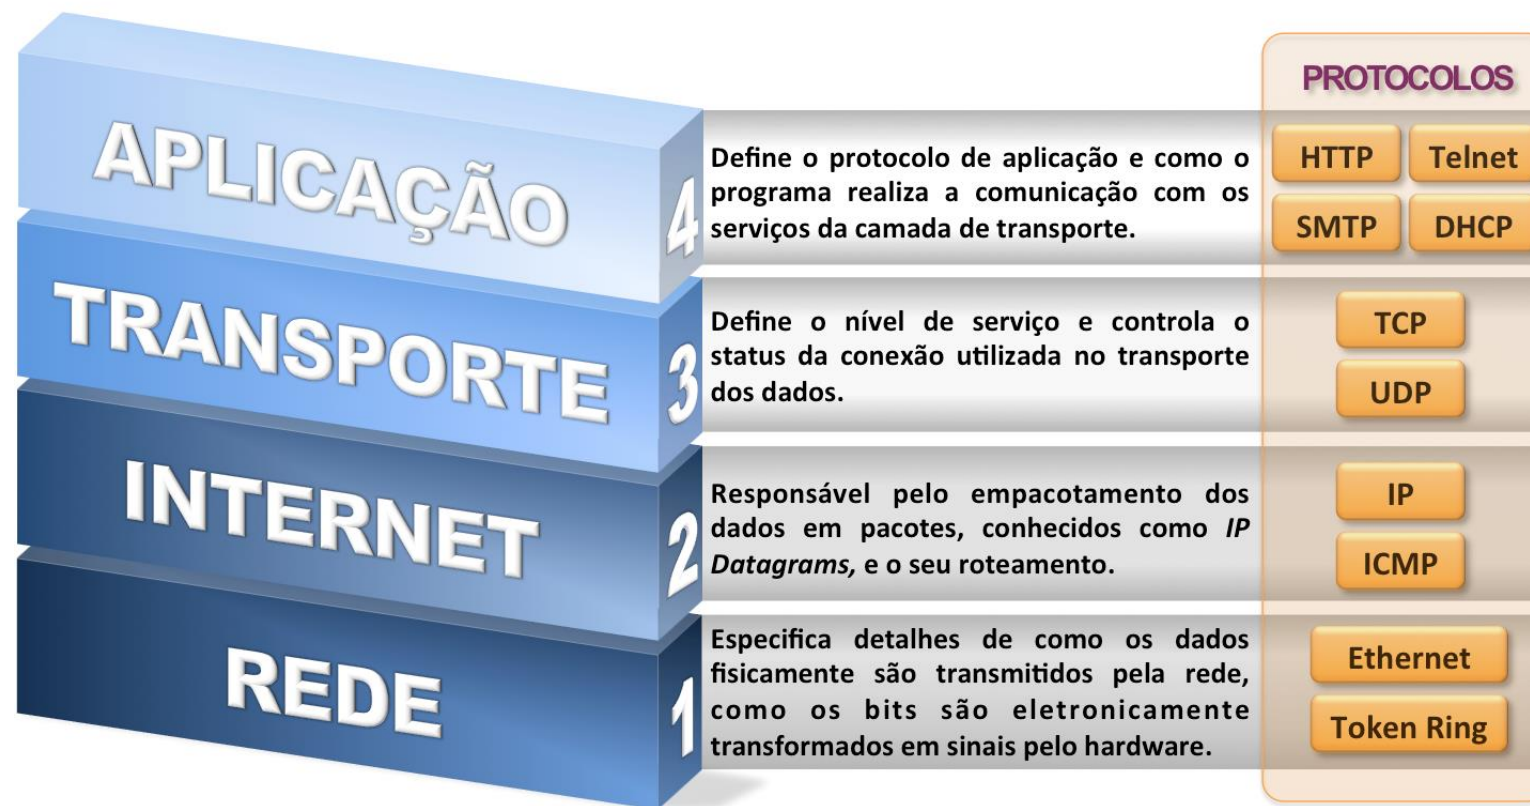 PROTOCOLOS
APLICAÇÃO
4
Define o protocolo de aplicação e como o
programa realiza a comunicação com os
serviços da camada de transporte.
HTTP Telnet
SMTP DHCP
TRANSPORTE
3
Define o nível de serviço e controla o
status da conexão utilizada no transporte
dos dados.
TCP
UDP
INTERNET
2
Responsável pelo empacotamento dos
dados em pacotes, conhecidos como IP
Datagrams, e o seu roteamento.
IP
ICMP
REDE
1
Especifica detalhes de como os dados
fisicamente são transmitidos pela rede,
como os bits são eletronicamente
transformados em sinais pelo hardware.
Ethernet
Token Ring